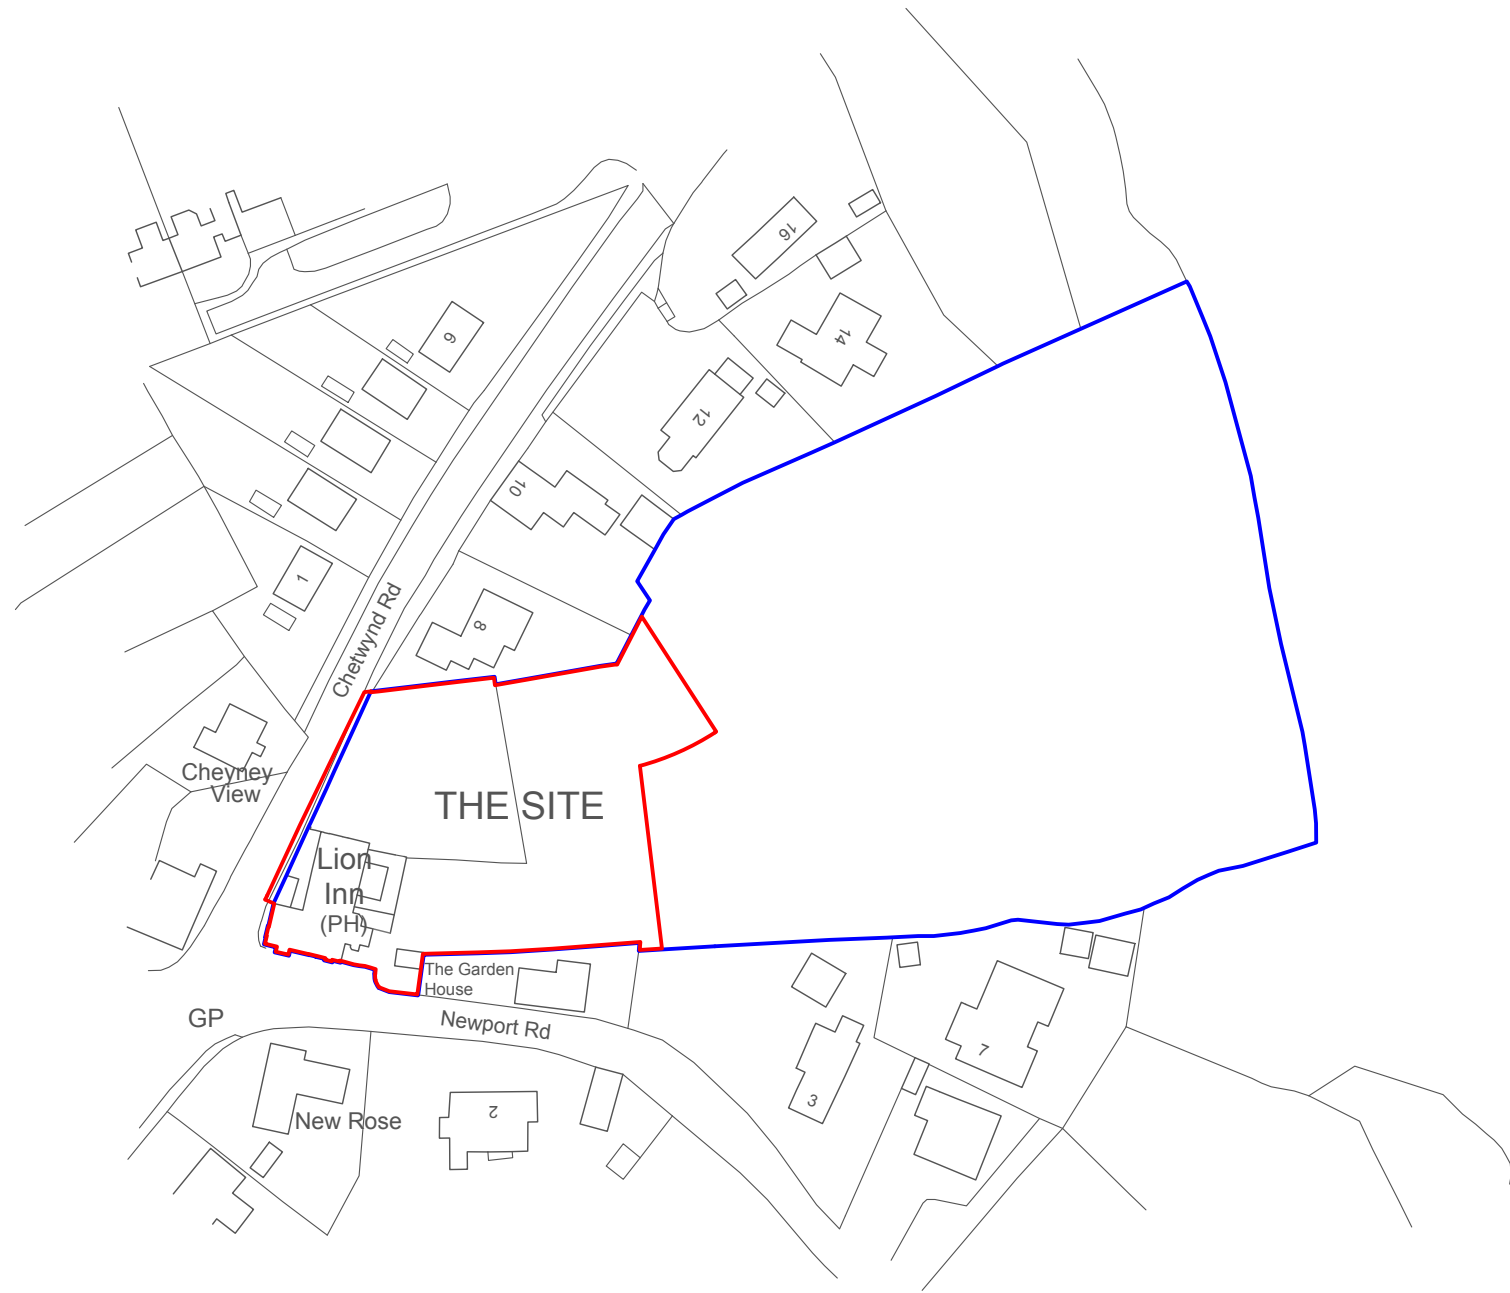 16
14
6
12
10
1
8
Chetwynd Rd
Cheyney
View
THE SITE
Lion
Inn
(PH)
The Garden
House
GP
Newport Rd
7
3
2
New Rose